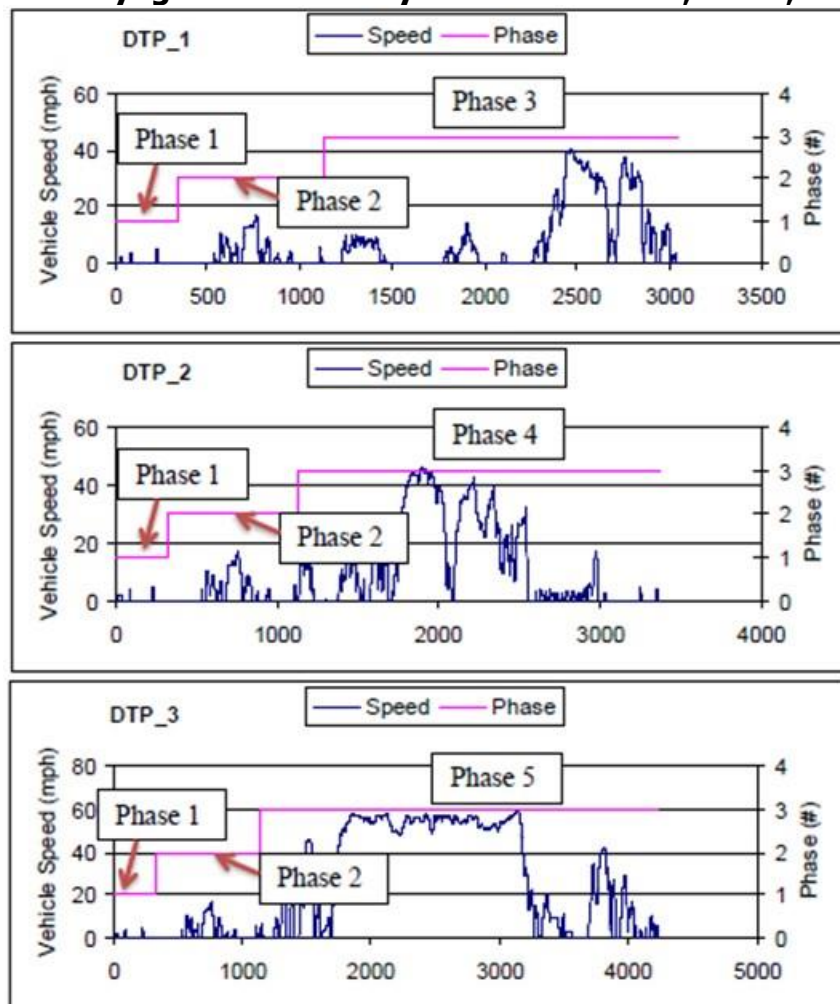 DTP_1
Speed Phase
Vehicle Speed (mph)
Phase (#)
Phase 1
Phase 2
Phase 3
60
40
20
0
4
3
2
1
0
0 500 1000 1500 2000 2500 3000 3500
DTP_2
Speed Phase
Vehicle Speed (mph)
Phase (#)
Phase 1
Phase 2
Phase 4
60
40
20
0
4
3
2
1
0
0 1000 2000 3000 4000
DTP_3
Speed Phase
Vehicle Speed (mph)
Phase (#)
Phase 1
Phase 2
Phase 5
80
60
40
20
0
4
3
2
1
0
0 1000 2000 3000 4000 5000